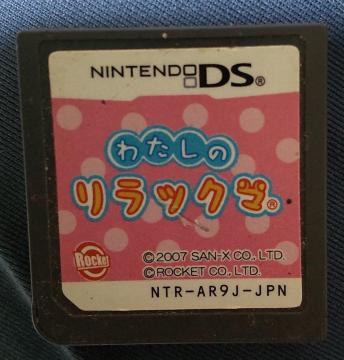 NINTENDO DS®
わたしの
リラックマ®
Rocket
©2007 SAN-X CO., LTD.
©ROCKET CO., LTD.
NTR-AR9J-JPN